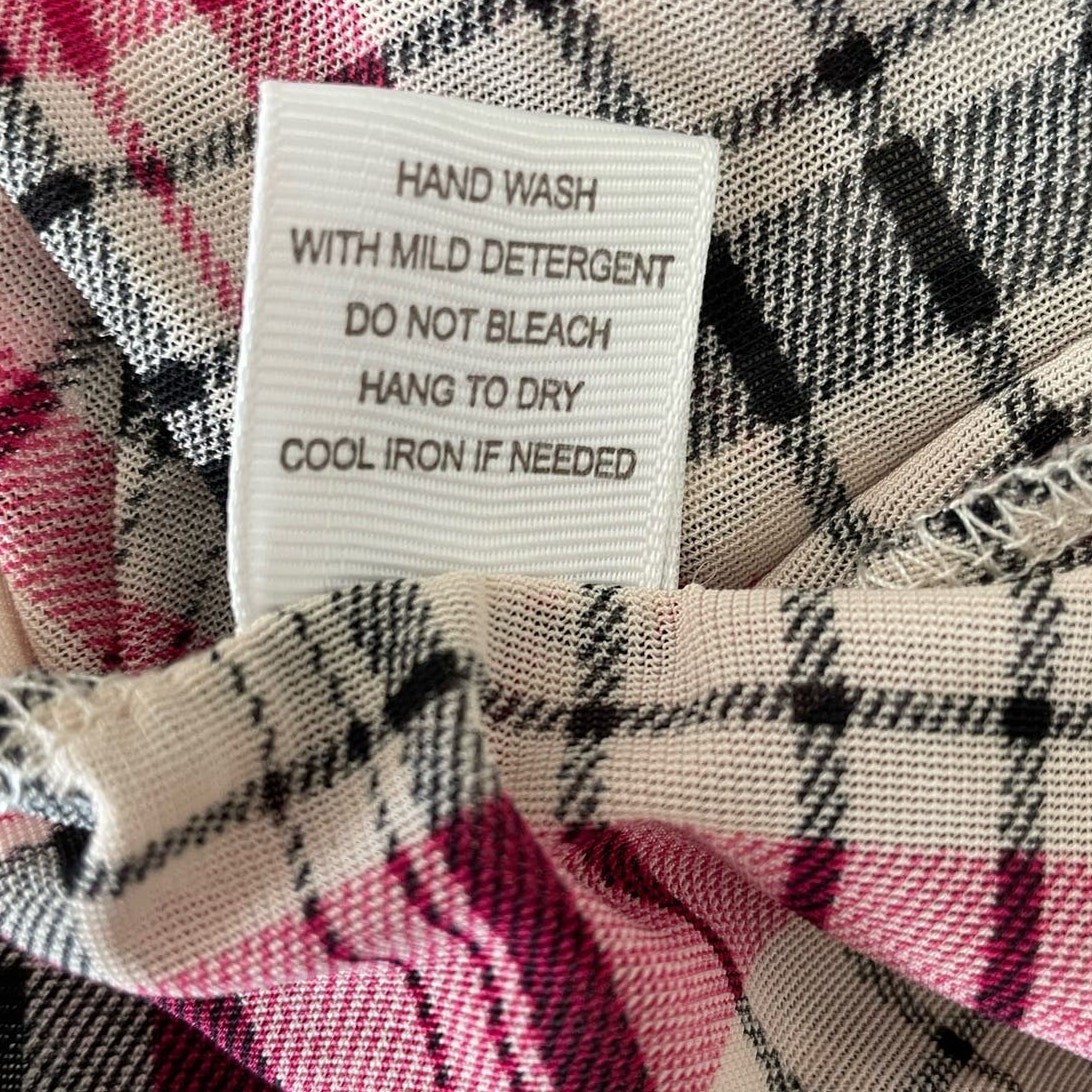 HAND WASH
WITH MILD DETERGENT
DO NOT BLEACH
HANG TO DRY
COOL IRON IF NEEDED